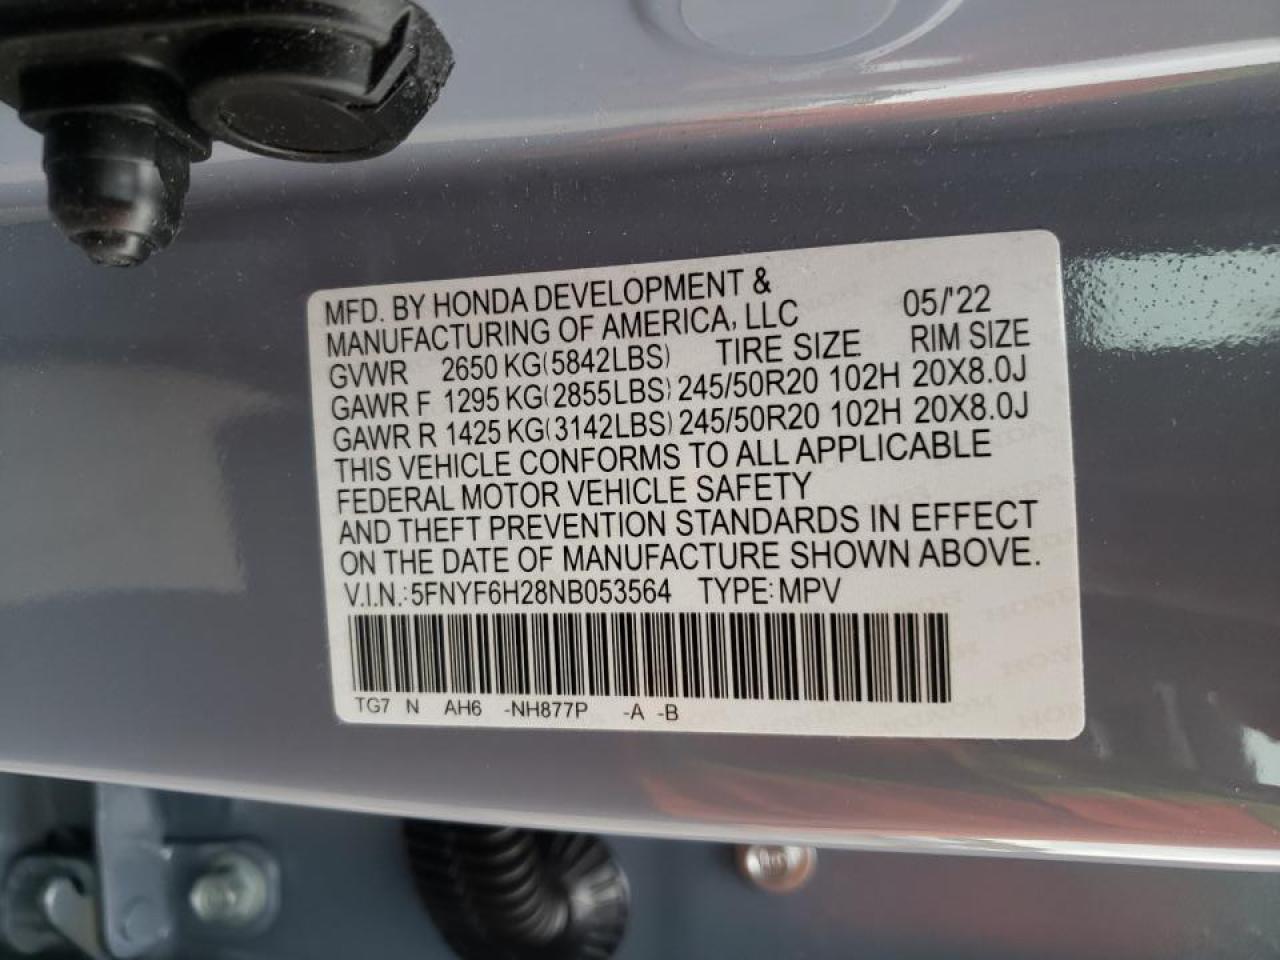 MFD. BY HONDA DEVELOPMENT &
MANUFACTURING OF AMERICA, LLC 05/'22
GVWR 2650 KG(5842LBS) TIRE SIZE RIM SIZE
GAWR F 1295 KG(2855LBS) 245/50R20 102H 20X8.0J
GAWR R 1425 KG(3142LBS) 245/50R20 102H 20X8.0J
THIS VEHICLE CONFORMS TO ALL APPLICABLE
FEDERAL MOTOR VEHICLE SAFETY
AND THEFT PREVENTION STANDARDS IN EFFECT
ON THE DATE OF MANUFACTURE SHOWN ABOVE.
V.I.N.: 5FNYF6H28NB053564 TYPE: MPV
TG7 N AH6 -NH877P -A -B